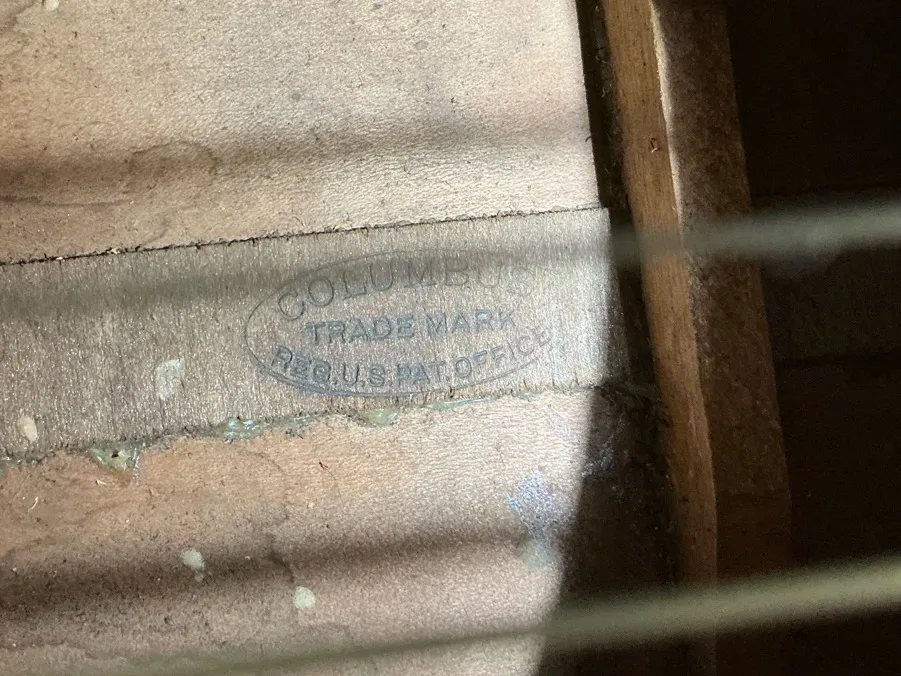 COLUMBUS
TRADE MARK
REG. U.S. PAT. OFFICE